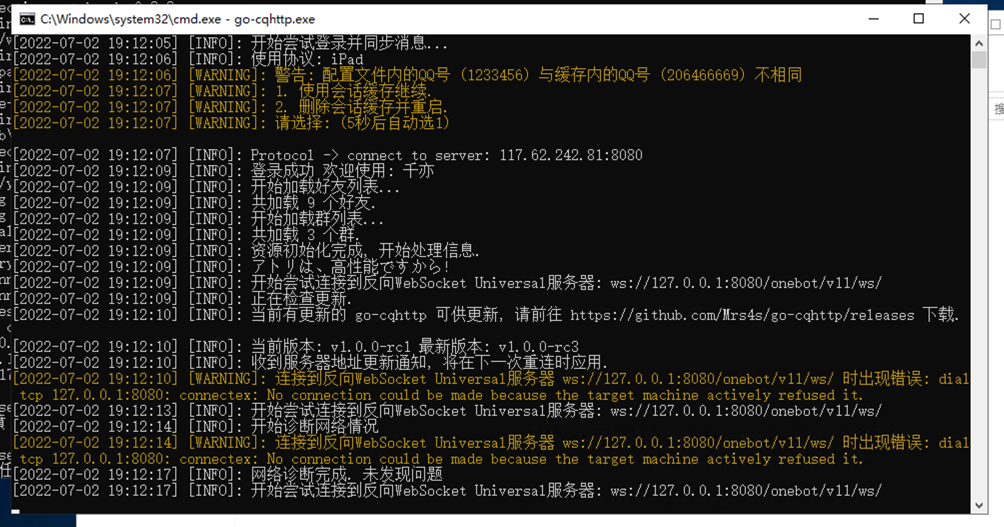 C:\Windows\system32\cmd.exe - go-cqhttp.exe
[2022-07-02 19:12:05] [INFO]: 开始尝试登录并同步消息...
[2022-07-02 19:12:06] [INFO]: 使用协议: iPad
[2022-07-02 19:12:06] [WARNING]: 警告: 配置文件内的QQ号 (1233456) 与缓存内的QQ号 (206466669) 不相同
[2022-07-02 19:12:07] [WARNING]: 1. 使用会话缓存继续.
[2022-07-02 19:12:07] [WARNING]: 2. 删除会话缓存并重启.
[2022-07-02 19:12:07] [WARNING]: 请选择: (5秒后自动选1)
[2022-07-02 19:12:07] [INFO]: Protocol -> connect to server: 117.62.242.81:8080
[2022-07-02 19:12:09] [INFO]: 登录成功 欢迎使用: 千亦
[2022-07-02 19:12:09] [INFO]: 开始加载好友列表...
[2022-07-02 19:12:09] [INFO]: 共加载 9 个好友.
[2022-07-02 19:12:09] [INFO]: 开始加载群列表...
[2022-07-02 19:12:09] [INFO]: 共加载 3 个群.
[2022-07-02 19:12:09] [INFO]: 资源初始化完成, 开始处理信息.
[2022-07-02 19:12:09] [INFO]: アトリは、高性能ですから!
[2022-07-02 19:12:09] [INFO]: 开始尝试连接到反向WebSocket Universal服务器: ws://127.0.0.1:8080/onebot/v11/ws/
[2022-07-02 19:12:09] [INFO]: 正在检查更新.
[2022-07-02 19:12:10] [INFO]: 当前有更新的 go-cqhttp 可供更新, 请前往 https://github.com/Mrs4s/go-cqhttp/releases 下载.
[2022-07-02 19:12:10] [INFO]: 当前版本: v1.0.0-rc1 最新版本: v1.0.0-rc3
[2022-07-02 19:12:10] [INFO]: 收到服务器地址更新通知, 将在下一次重连时应用.
[2022-07-02 19:12:10] [WARNING]: 连接到反向WebSocket Universal服务器 ws://127.0.0.1:8080/onebot/v11/ws/ 时出现错误: dial
tcp 127.0.0.1:8080: connectex: No connection could be made because the target machine actively refused it.
[2022-07-02 19:12:13] [INFO]: 开始尝试连接到反向WebSocket Universal服务器: ws://127.0.0.1:8080/onebot/v11/ws/
[2022-07-02 19:12:14] [INFO]: 开始诊断网络情况
[2022-07-02 19:12:14] [WARNING]: 连接到反向WebSocket Universal服务器 ws://127.0.0.1:8080/onebot/v11/ws/ 时出现错误: dial
tcp 127.0.0.1:8080: connectex: No connection could be made because the target machine actively refused it.
[2022-07-02 19:12:17] [INFO]: 网络诊断完成. 未发现问题
[2022-07-02 19:12:17] [INFO]: 开始尝试连接到反向WebSocket Universal服务器: ws://127.0.0.1:8080/onebot/v11/ws/